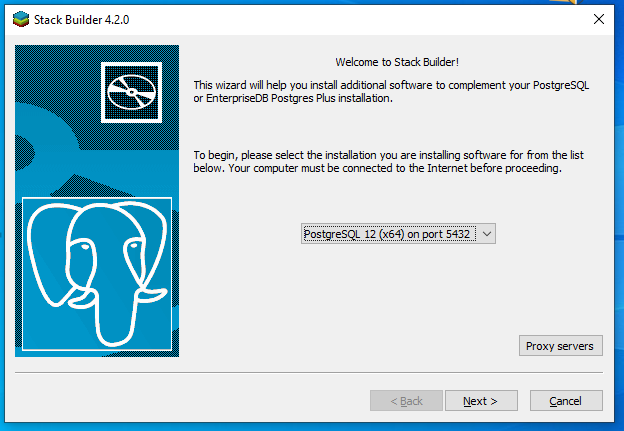 Stack Builder 4.2.0
Welcome to Stack Builder!
This wizard will help you install additional software to complement your PostgreSQL
or EnterpriseDB Postgres Plus installation.
To begin, please select the installation you are installing software for from the list
below. Your computer must be connected to the Internet before proceeding.
PostgreSQL 12 (x64) on port 5432
Proxy servers
< Back
Next >
Cancel